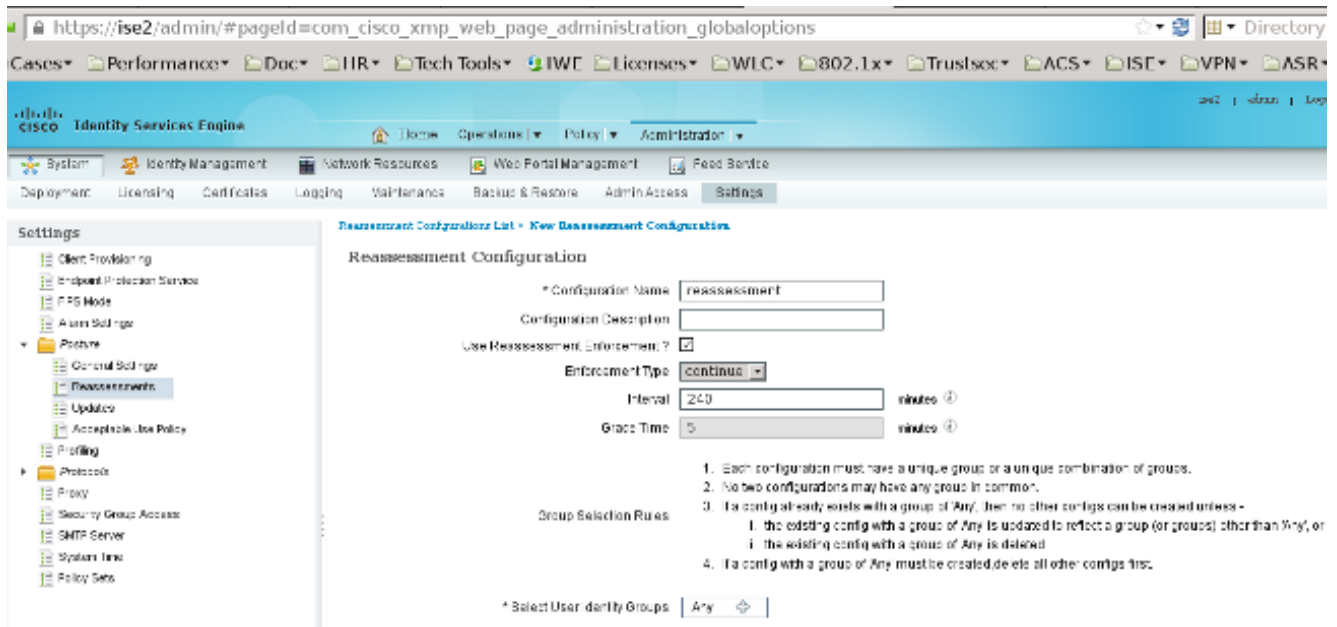 https://ise2/admin/#pageId=com_cisco_xmp_web_page_administration_globaloptions Directory
Cases Performance Doc HR Tech Tools IWE Licenses WLC 802.1x Trustsec ACS ISE VPN ASR
ise2 | admin |
CISCO Identity Services Engine
Home Operations Policy Administration
System Identity Management Network Resources Web Portal Management Feed Service
Deployment Licensing Certificates Logging Maintenance Backup & Restore Admin Access Settings
Settings
Client Provisioning
Endpoint Protection Service
FIPS Mode
Alarm Settings
Posture
General Settings
Reassessments
Updates
Acceptable Use Policy
Profiling
Protocols
Proxy
Security Group Access
SMTP Server
System Time
Policy Sets
Reassessment Configurations List > New Reassessment Configuration
Reassessment Configuration
* Configuration Name reassessment
Configuration Description
Use Reassessment Enforcement ?
Enforcement Type continue
Interval 240 minutes
Grace Time 5 minutes
Group Selection Rules
1. Each configuration must have a unique group or a unique combination of groups.
2. No two configurations may have any group in common.
3. If a config already exists with a group of 'Any', then no other configs can be created unless -
i. the existing config with a group of Any is updated to reflect a group (or groups) other than 'Any', or
i the existing config with a group of Any is deleted
4. If a config with a group of Any must be created, delete all other configs first.
* Select User Identity Groups Any